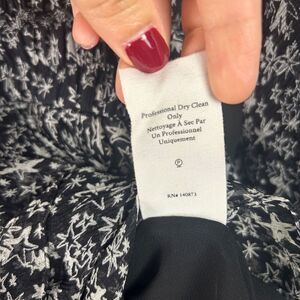 Professional Dry Clean
Only
Nettoyage À Sec Par
Un Professionnel
Uniquement
P
RN# 140873